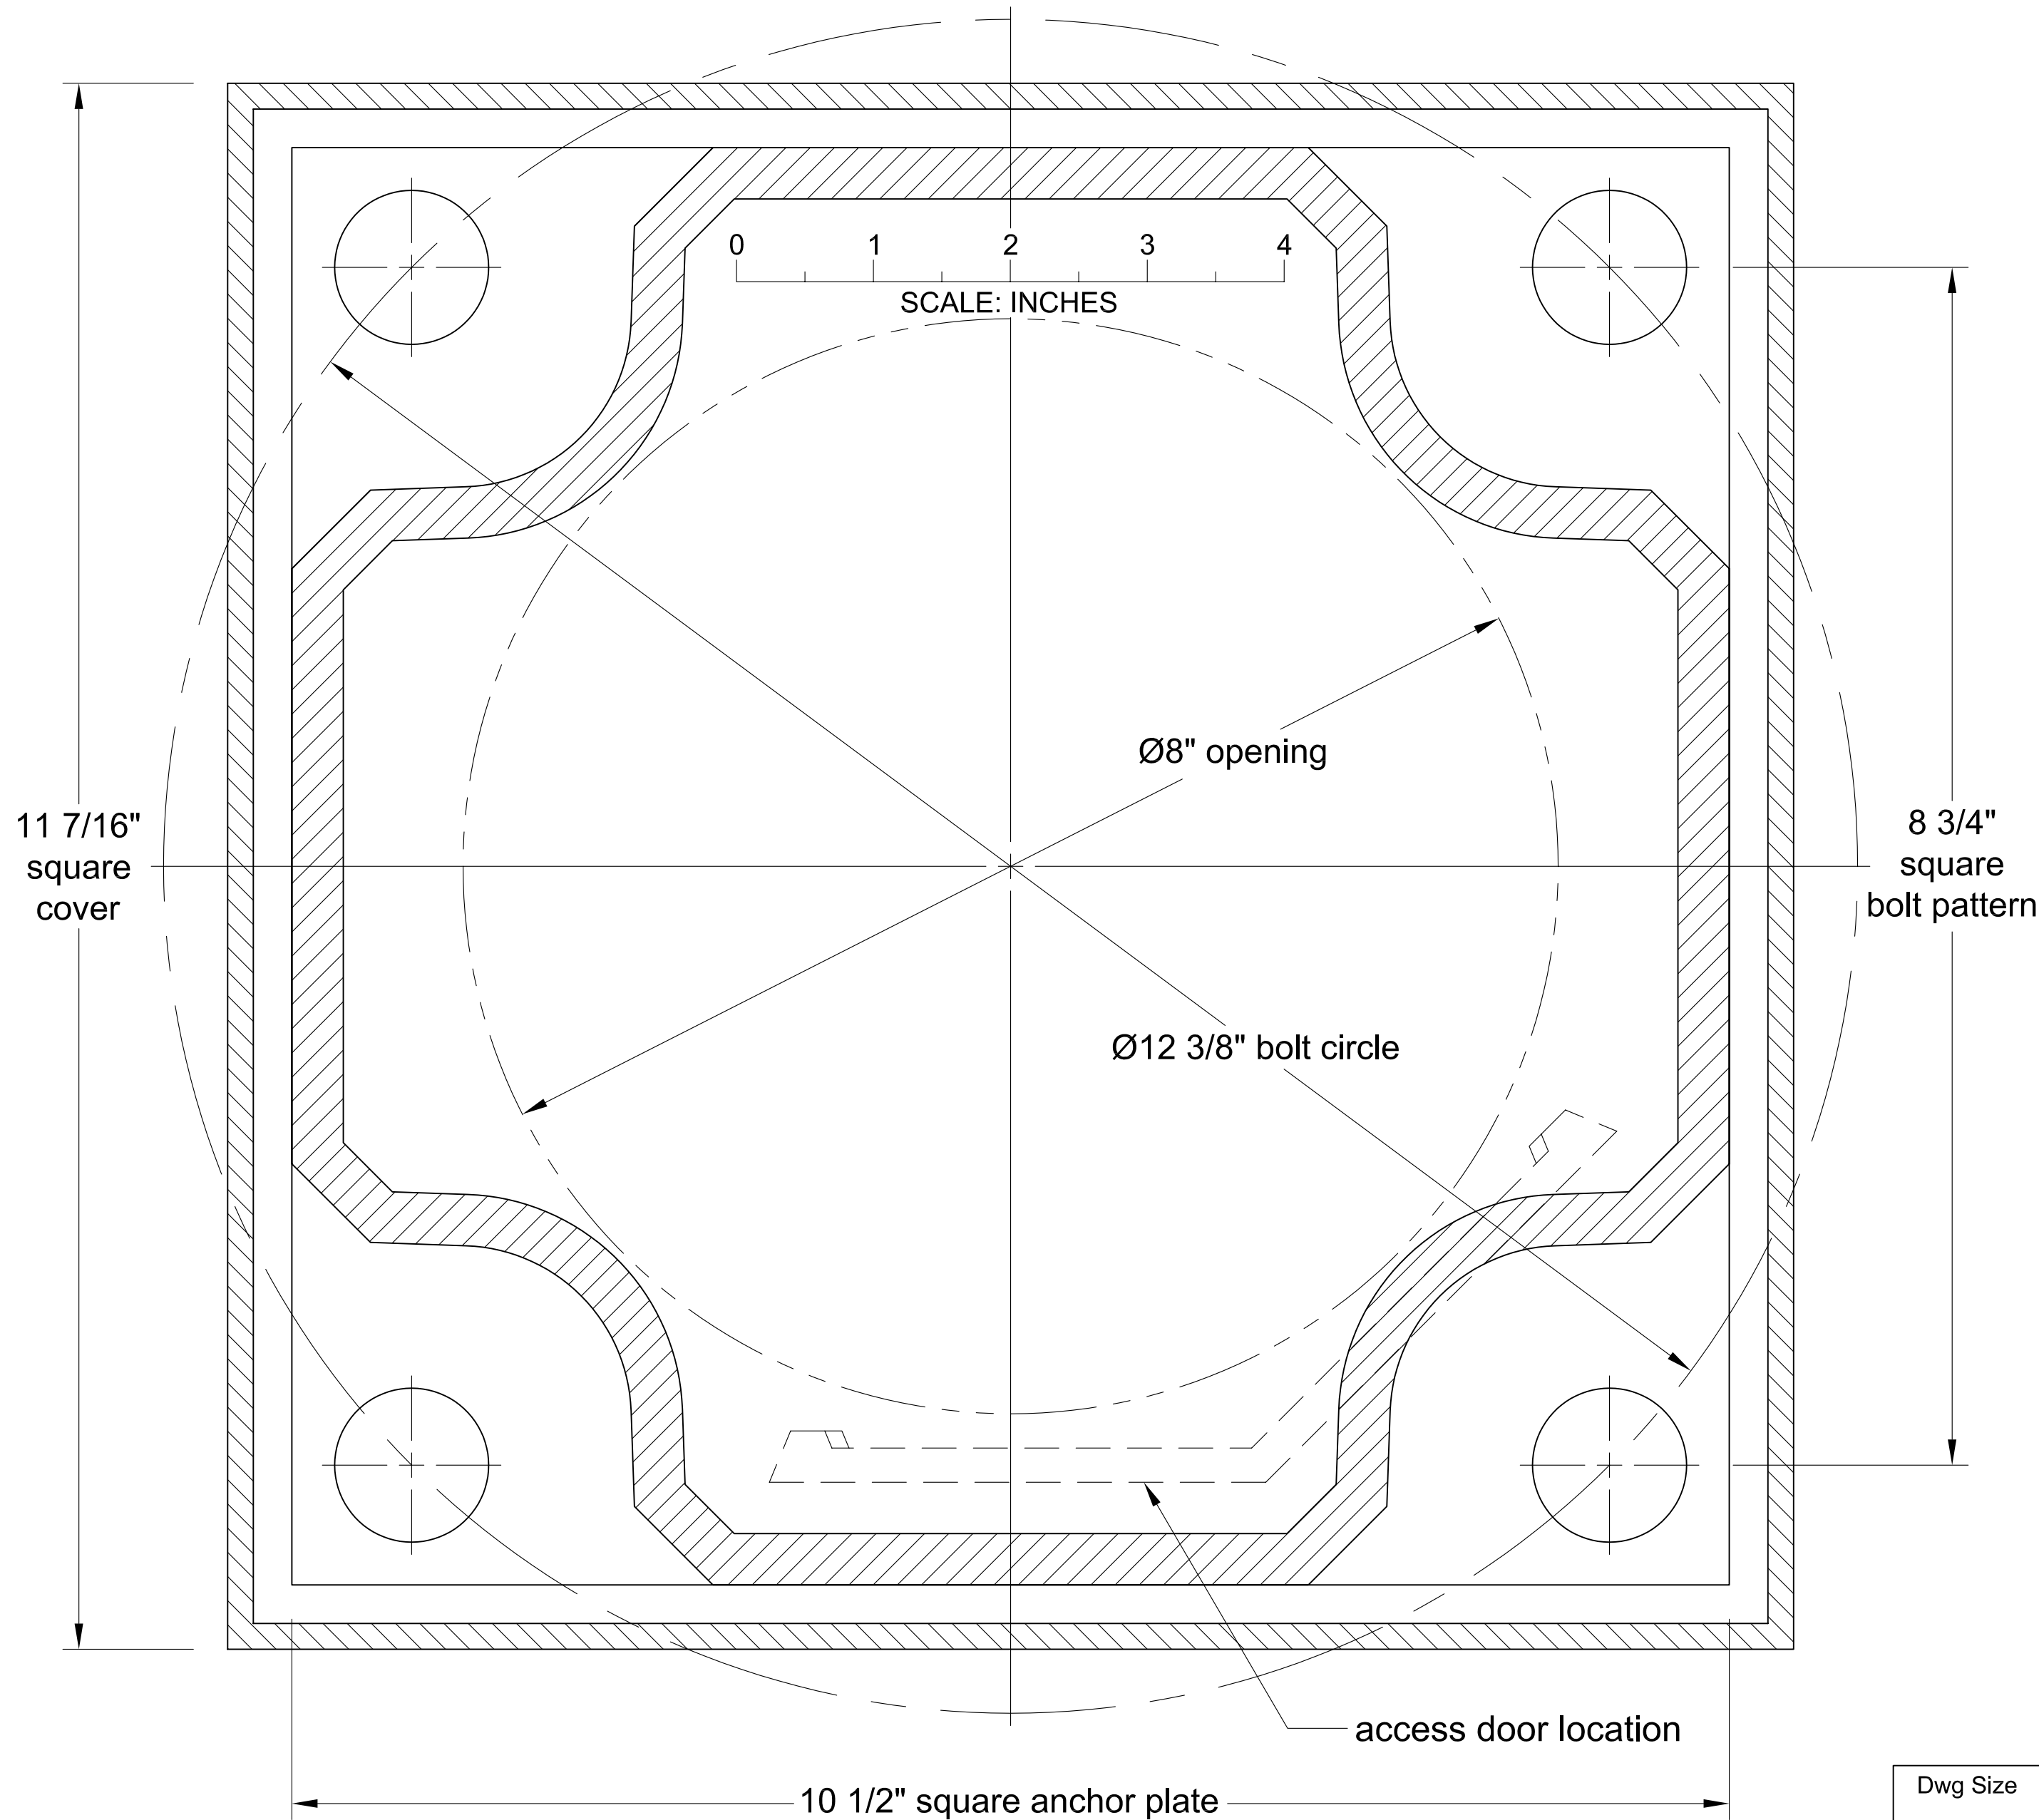 0 1 2 3 4
SCALE: INCHES
Ø8" opening
11 7/16"
square
cover
8 3/4"
square
bolt pattern
Ø12 3/8" bolt circle
access door location
10 1/2" square anchor plate
Dwg Size